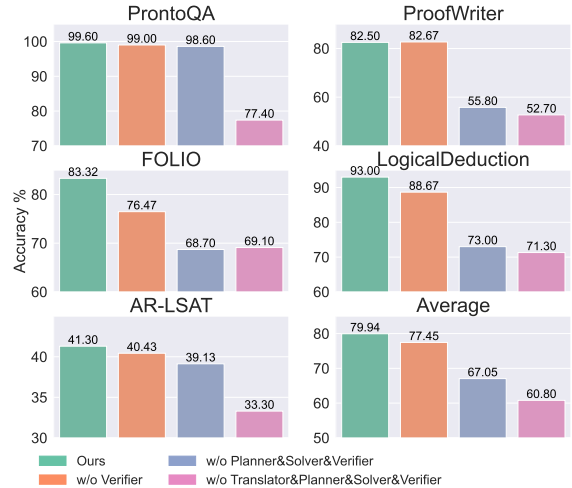 ProntoQA
99.60 99.00 98.60 77.40
100
90
80
70
ProofWriter
82.50 82.67 55.80 52.70
80
60
40
Accuracy %
FOLIO
83.32 76.47 68.70 69.10
80
70
60
LogicalDeduction
93.00 88.67 73.00 71.30
90
80
70
60
AR-LSAT
41.30 40.43 39.13 33.30
40
35
30
Average
79.94 77.45 67.05 60.80
80
70
60
50
Ours
w/o Verifier
w/o Planner&Solver&Verifier
w/o Translator&Planner&Solver&Verifier